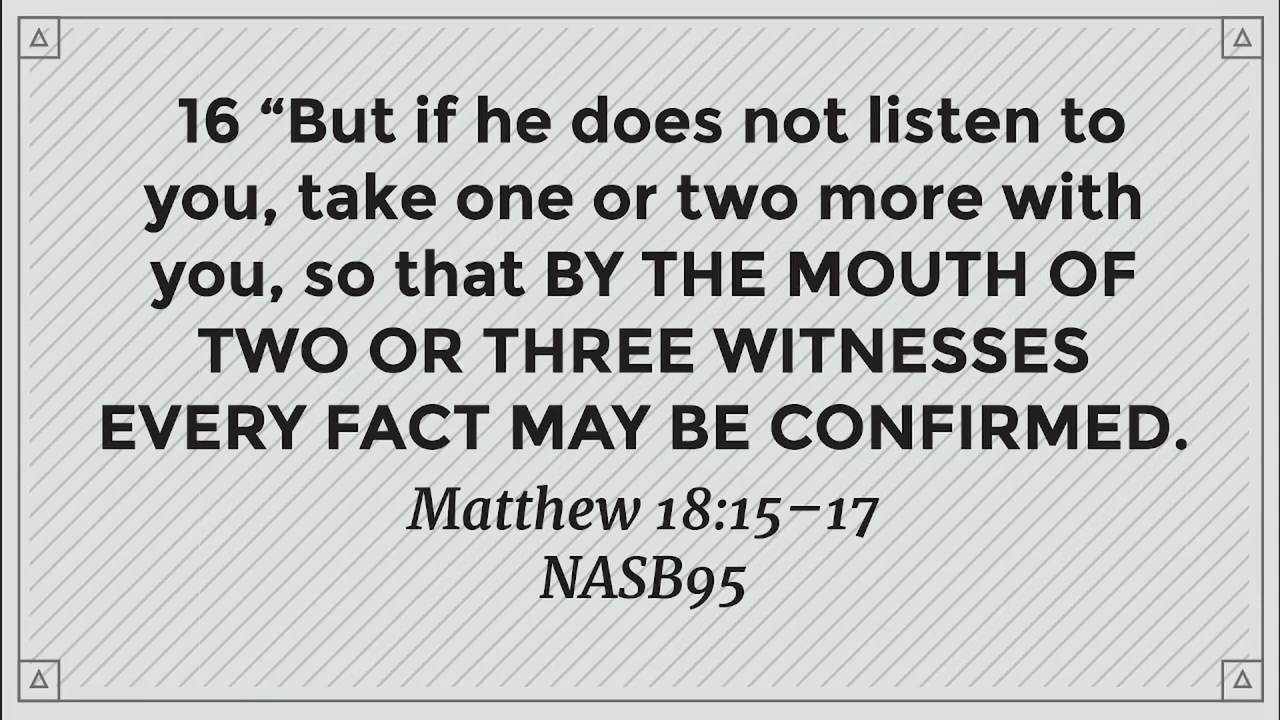 16 “But if he does not listen to
you, take one or two more with
you, so that BY THE MOUTH OF
TWO OR THREE WITNESSES
EVERY FACT MAY BE CONFIRMED.
Matthew 18:15–17
NASB95